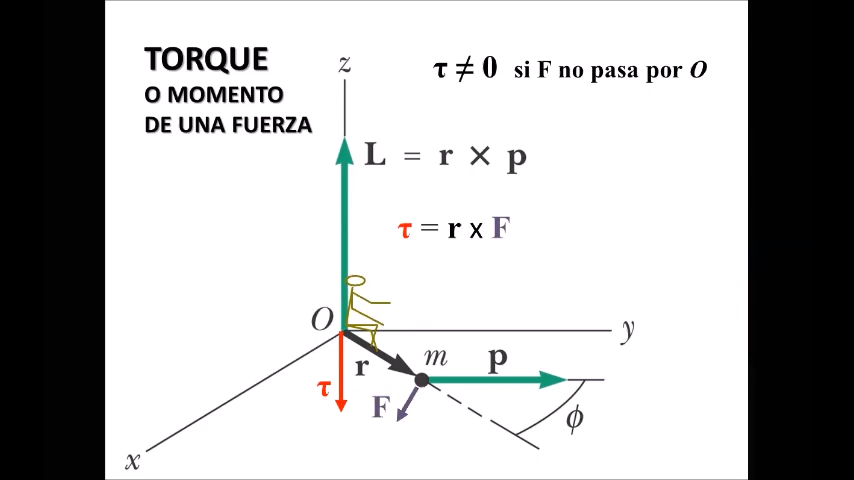 TORQUE
O MOMENTO
DE UNA FUERZA
τ ≠ 0 si F no pasa por O
z
L = r × p
τ = r x F
O
y
m
p
r
τ
F
ϕ
x